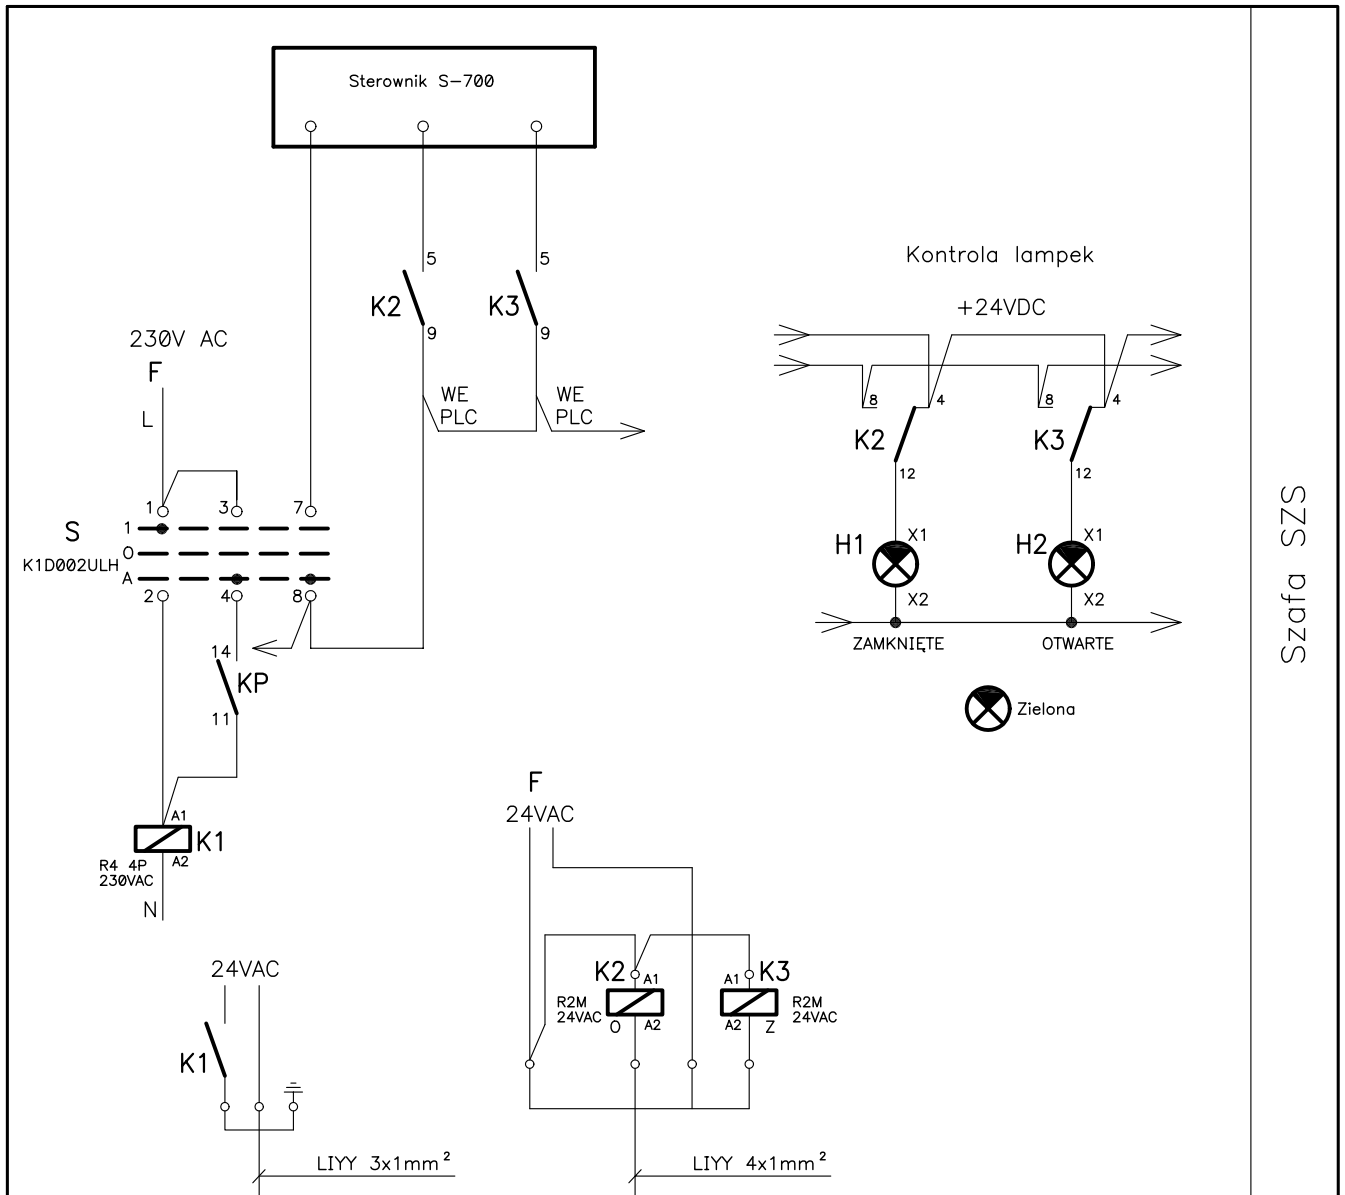 Sterownik S-700
5
5
K2
K3
9
9
WE
PLC
WE
PLC
230V AC
F
L
1
3
7
S
1
0
A
K1D002ULH
2
4
8
14
KP
11
A1
K1
A2
R4 4P
230VAC
N
Kontrola lampek
+24VDC
8
4
8
4
K2
K3
12
12
H1
X1
H2
X1
X2
X2
ZAMKNIĘTE
OTWARTE
Zielona
F
24VAC
K2
A1
A1
K3
R2M
24VAC
O
A2
A2
Z
R2M
24VAC
24VAC
K1
LIYY 3x1mm²
LIYY 4x1mm²
Szafa SZS